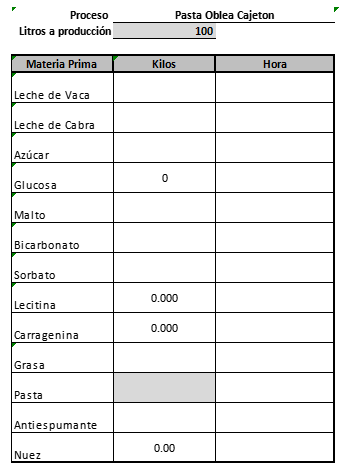 Proceso Pasta Oblea Cajeton
Litros a producción 100
Materia Prima Kilos Hora
Leche de Vaca
Leche de Cabra
Azúcar
Glucosa 0
Malto
Bicarbonato
Sorbato
Lecitina 0.000
Carragenina 0.000
Grasa
Pasta
Antiespumante
Nuez 0.00